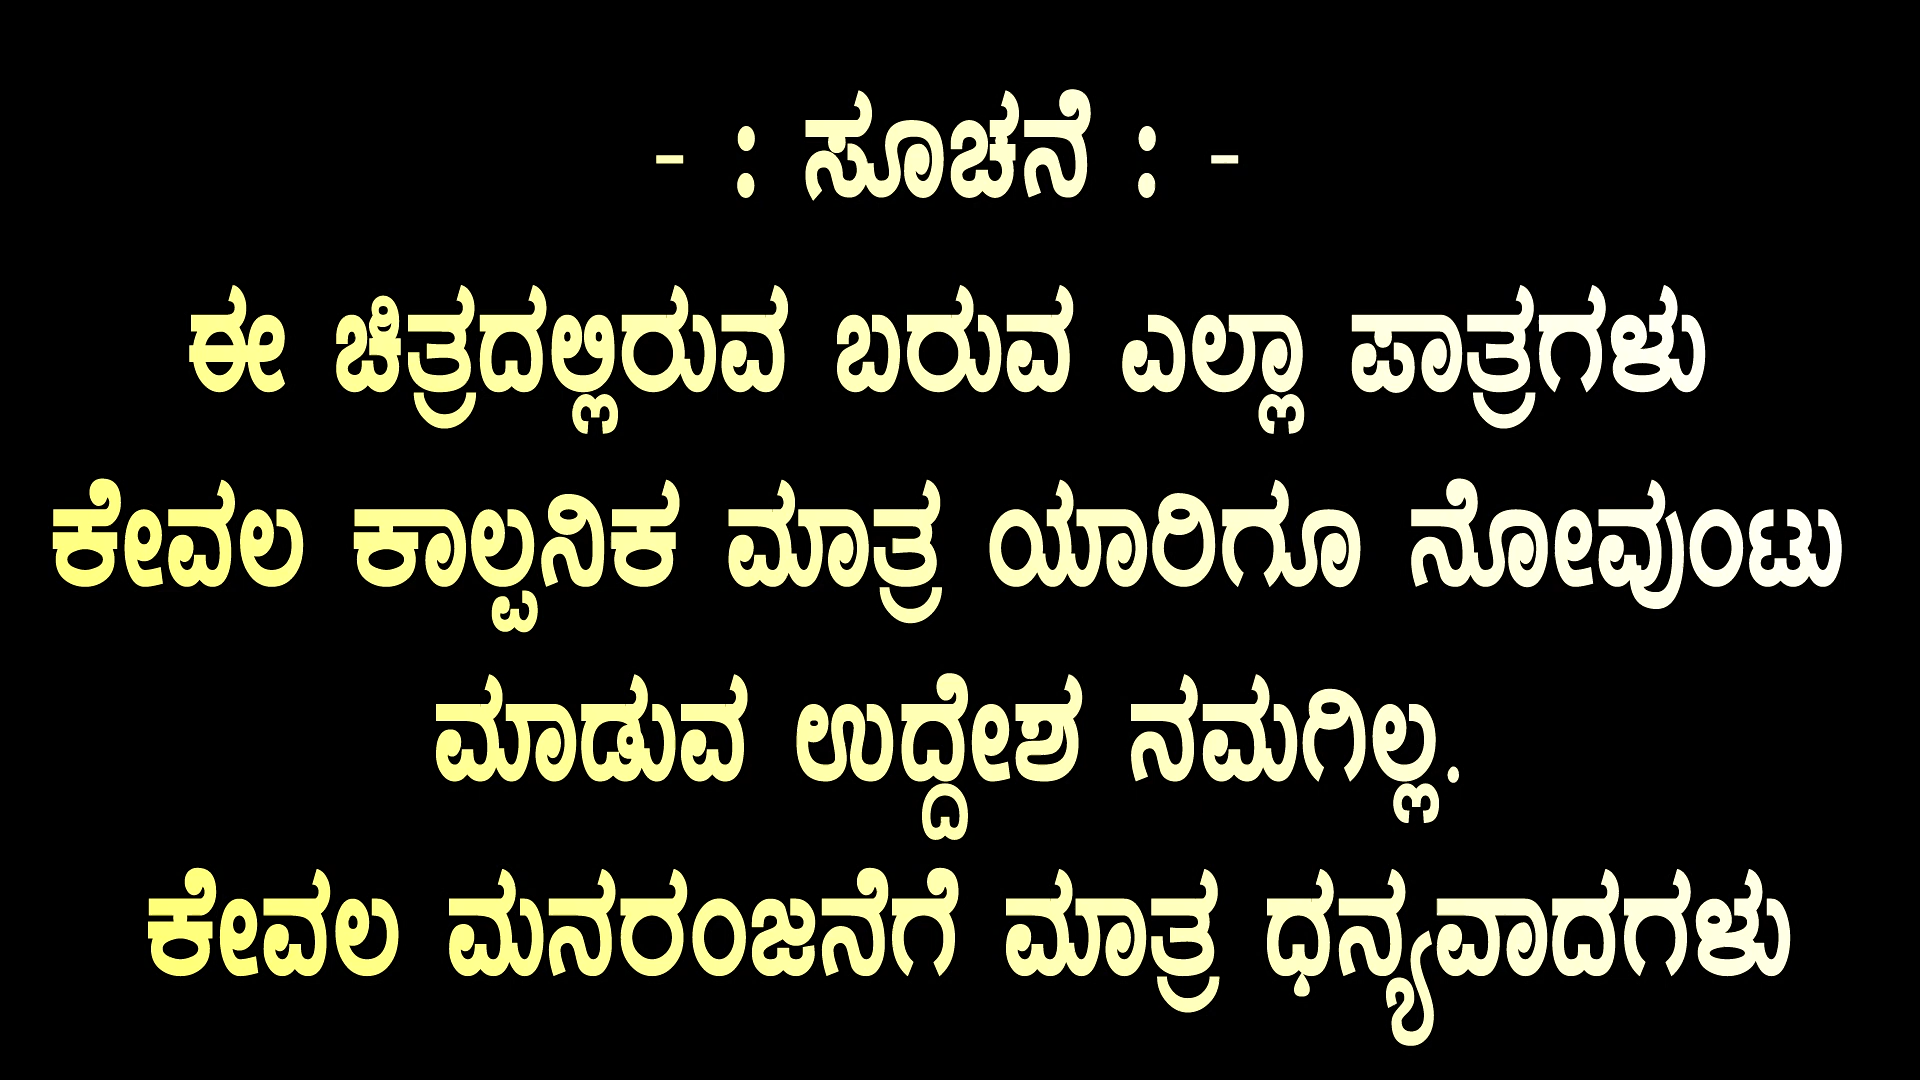 - : ಸೂಚನೆ : -
ಈ ಚಿತ್ರದಲ್ಲಿರುವ ಬರುವ ಎಲ್ಲಾ ಪಾತ್ರಗಳು
ಕೇವಲ ಕಾಲ್ಪನಿಕ ಮಾತ್ರ ಯಾರಿಗೂ ನೋವುಂಟು
ಮಾಡುವ ಉದ್ದೇಶ ನಮಗಿಲ್ಲ.
ಕೇವಲ ಮನರಂಜನೆಗೆ ಮಾತ್ರ ಧನ್ಯವಾದಗಳು